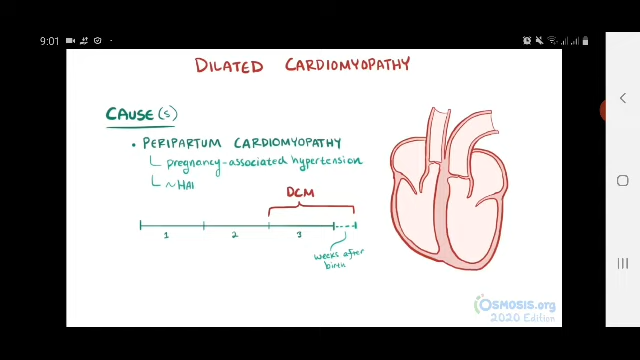 9:01
DILATED CARDIOMYOPATHY
CAUSE(s)
• PERIPARTUM CARDIOMYOPATHY
pregnancy-associated hypertension
~HAL
DCM
1 2 3
weeks after
birth
OSMOSIS.org
2020 Edition